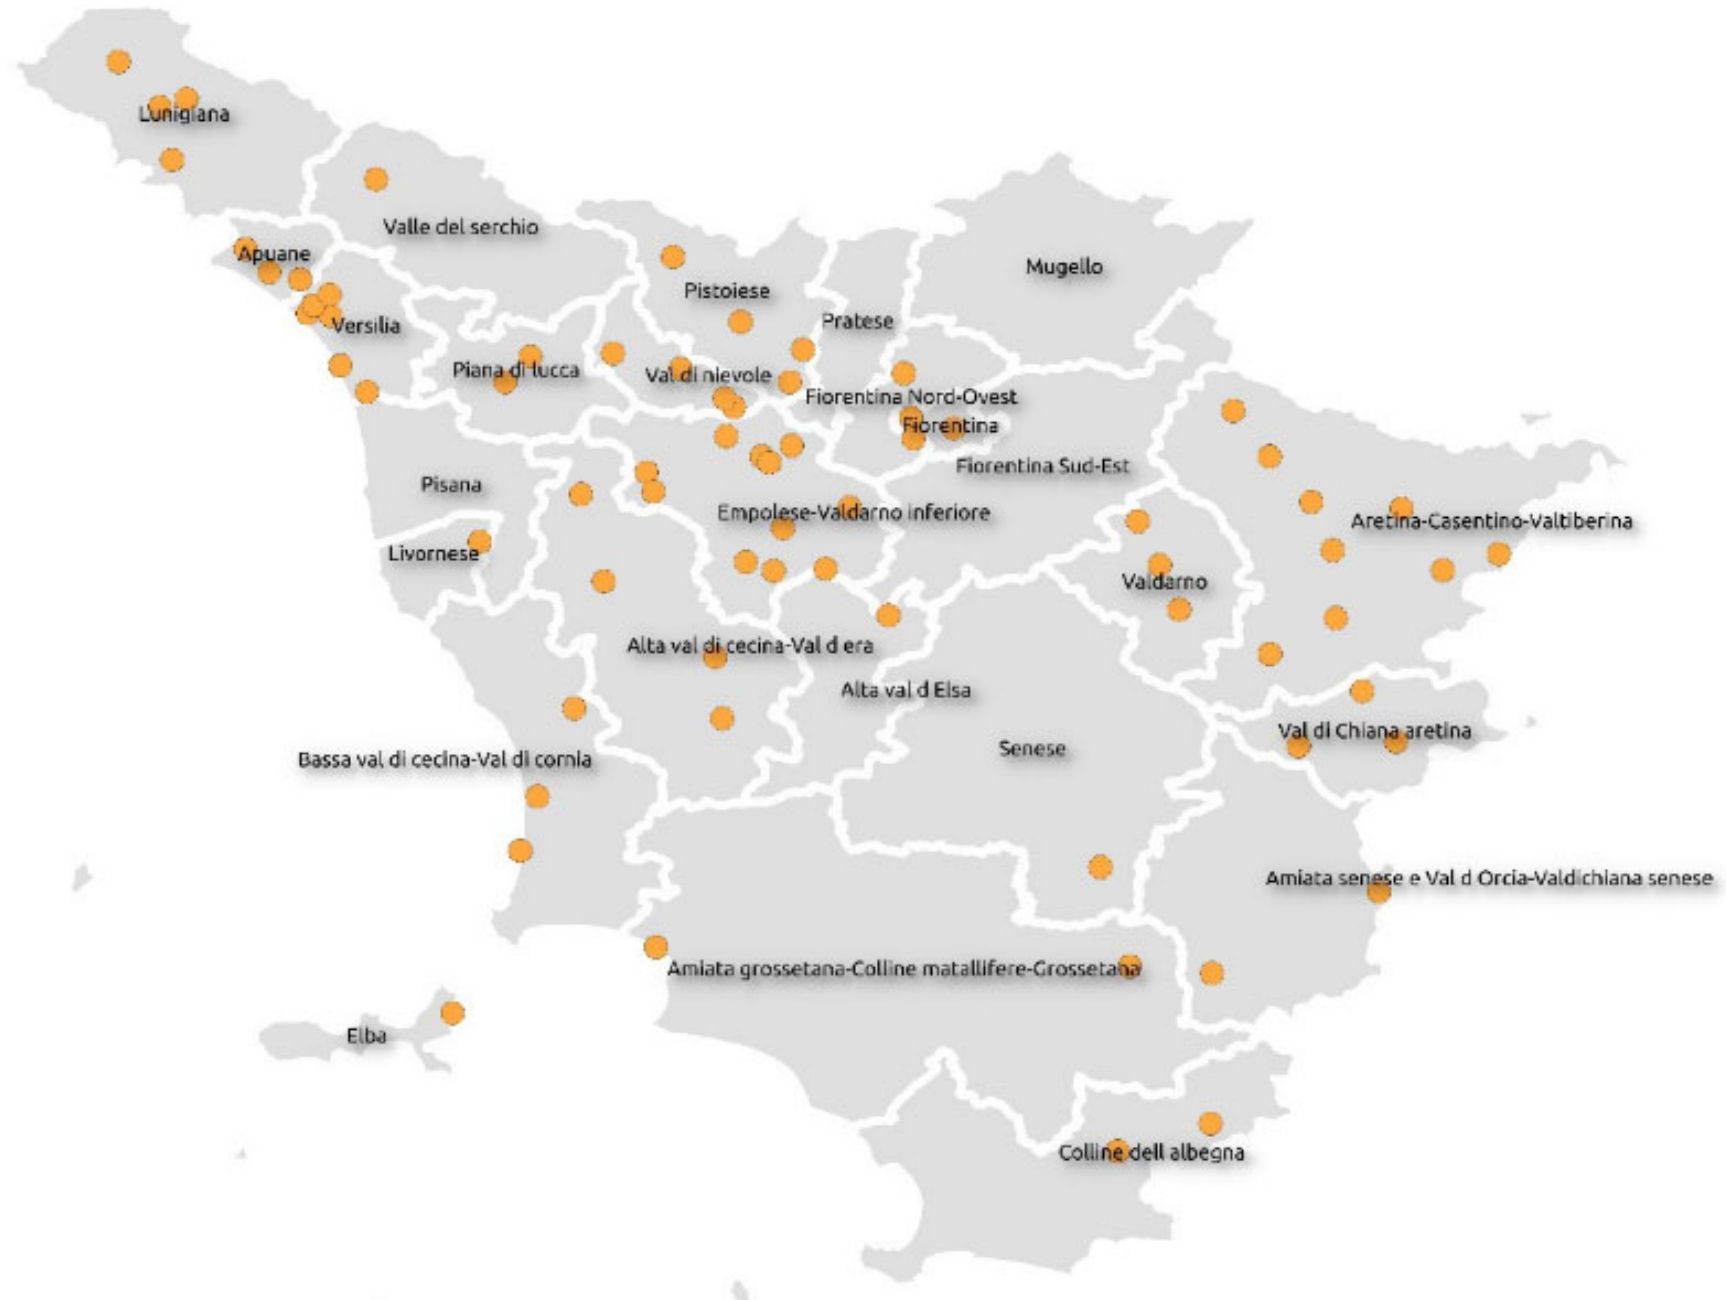 Lunigiana
Valle del serchio
Apuane
Mugello
Pistoiese
Pratese
Versilia
Piana di lucca
Val di nievole
Fiorentina Nord-Ovest
Fiorentina
Fiorentina Sud-Est
Pisana
Empolese-Valdarno inferiore
Aretina-Casentino-Valtiberina
Livornese
Valdarno
Alta val di cecina-Val d era
Alta val d Elsa
Val di Chiana aretina
Senese
Bassa val di cecina-Val di cornia
Amiata senese e Val d Orcia-Valdichiana senese
Amiata grossetana-Colline matallifere-Grossetana
Elba
Colline dell albegna